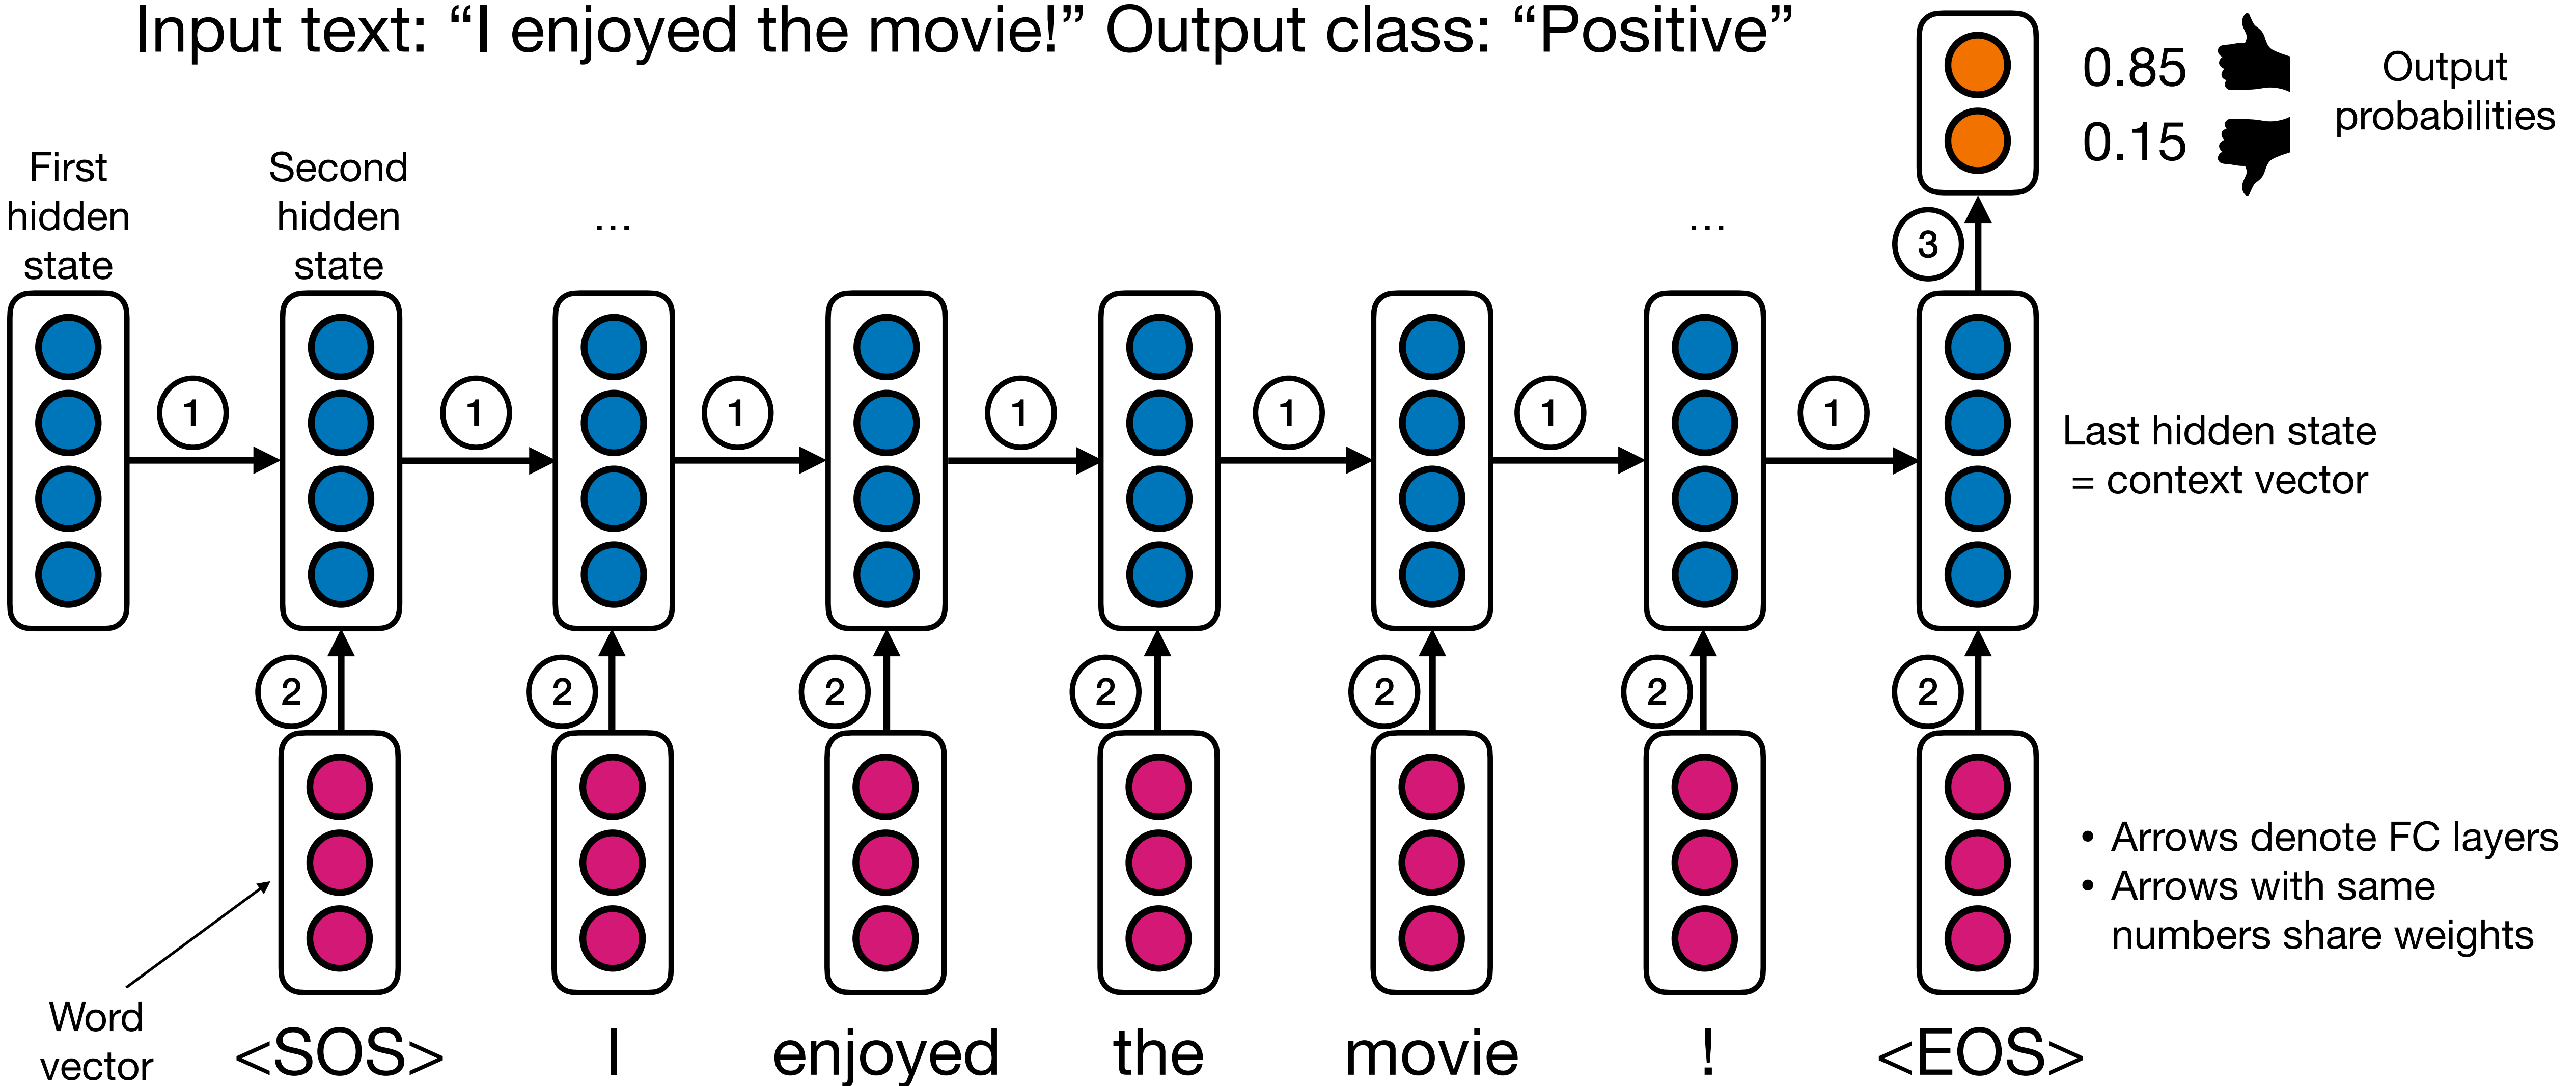 Input text: “I enjoyed the movie!” Output class: “Positive”
0.85
0.15
Output
probabilities
First
hidden
state
Second
hidden
state
...
...
3
1
1
1
1
1
1
1
Last hidden state
= context vector
2
2
2
2
2
2
2
• Arrows denote FC layers
• Arrows with same
numbers share weights
Word
vector
<SOS>
I
enjoyed
the
movie
!
<EOS>